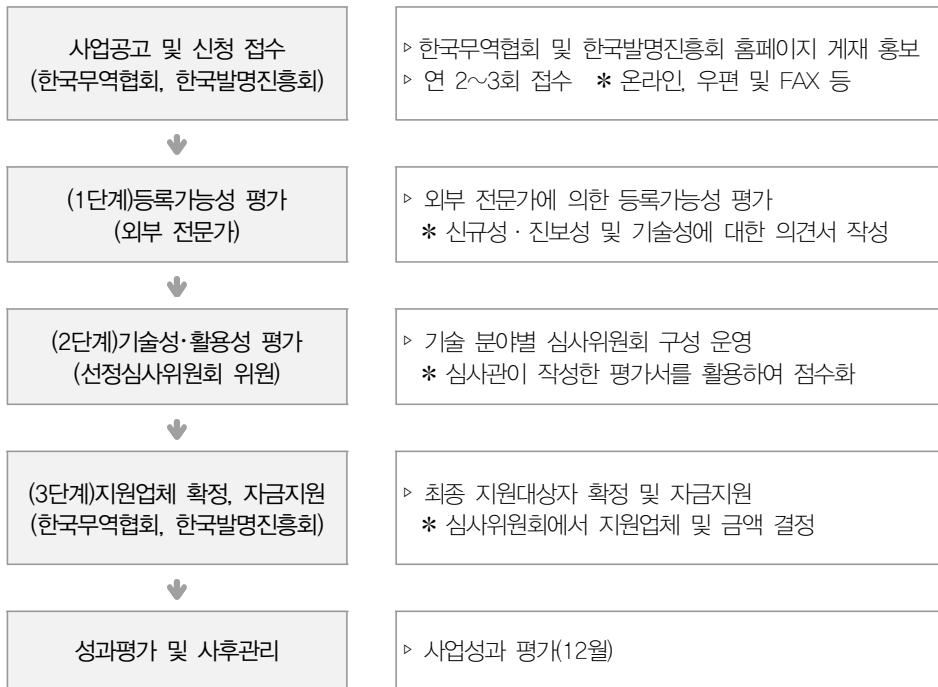 사업공고 및 신청 접수
(한국무역협회, 한국발명진흥회)
▹ 한국무역협회 및 한국발명진흥회 홈페이지 게재 홍보
▹ 연 2～3회 접수 ＊ 온라인, 우편 및 FAX 등
(1단계)등록가능성 평가
(외부 전문가)
▹ 외부 전문가에 의한 등록가능성 평가
＊ 신규성·진보성 및 기술성에 대한 의견서 작성
(2단계)기술성·활용성 평가
(선정심사위원회 위원)
▹ 기술 분야별 심사위원회 구성 운영
＊ 심사관이 작성한 평가서를 활용하여 점수화
(3단계)지원업체 확정, 자금지원
(한국무역협회, 한국발명진흥회)
▹ 최종 지원대상자 확정 및 자금지원
＊ 심사위원회에서 지원업체 및 금액 결정
성과평가 및 사후관리
▹ 사업성과 평가(12월)